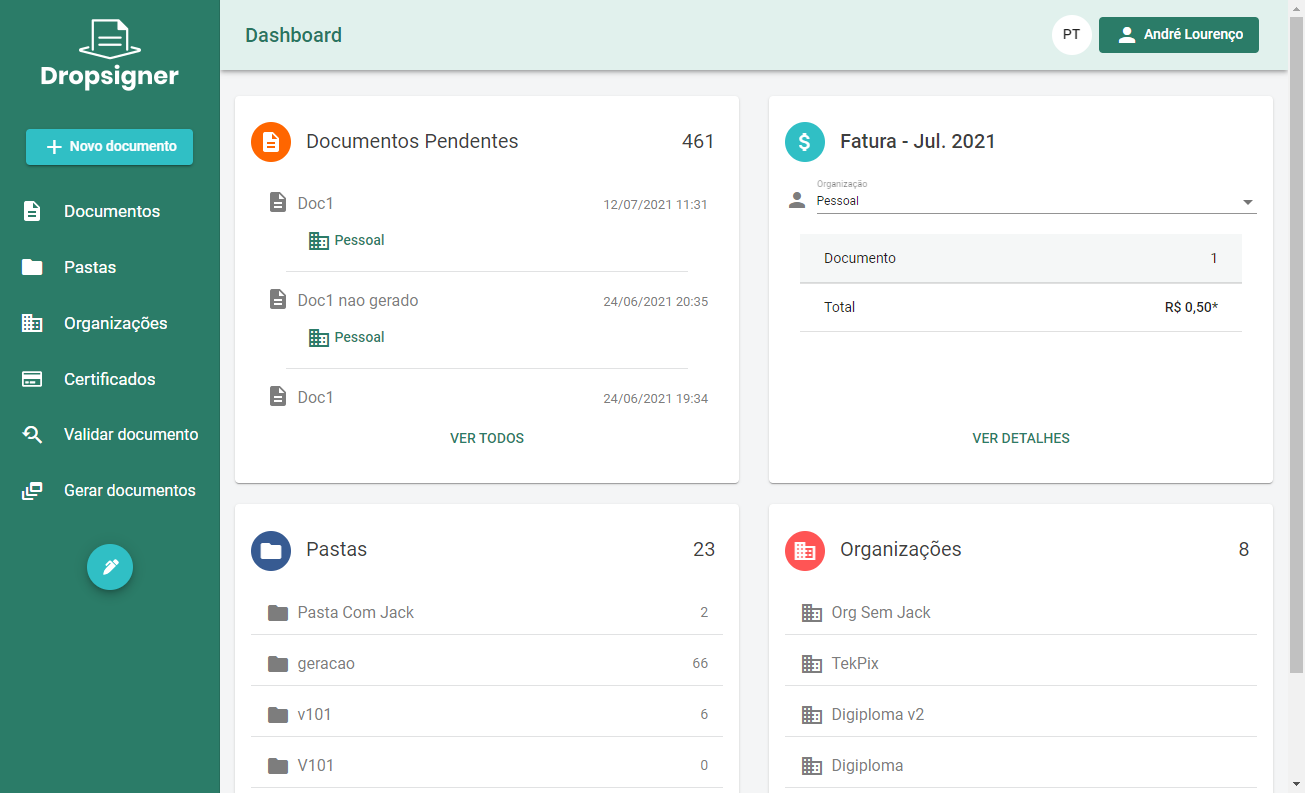 Dropsigner
Novo documento
Documentos
Pastas
Organizações
Certificados
Validar documento
Gerar documentos
Dashboard
PT
André Lourenço
Documentos Pendentes 461
Doc1 12/07/2021 11:31
Pessoal
Doc1 nao gerado 24/06/2021 20:35
Pessoal
Doc1 24/06/2021 19:34
VER TODOS
Fatura - Jul. 2021
Organização
Pessoal
Documento 1
Total R$ 0,50*
VER DETALHES
Pastas 23
Pasta Com Jack 2
geracao 66
v101 6
V101 0
Organizações 8
Org Sem Jack
TekPix
Digiploma v2
Digiploma